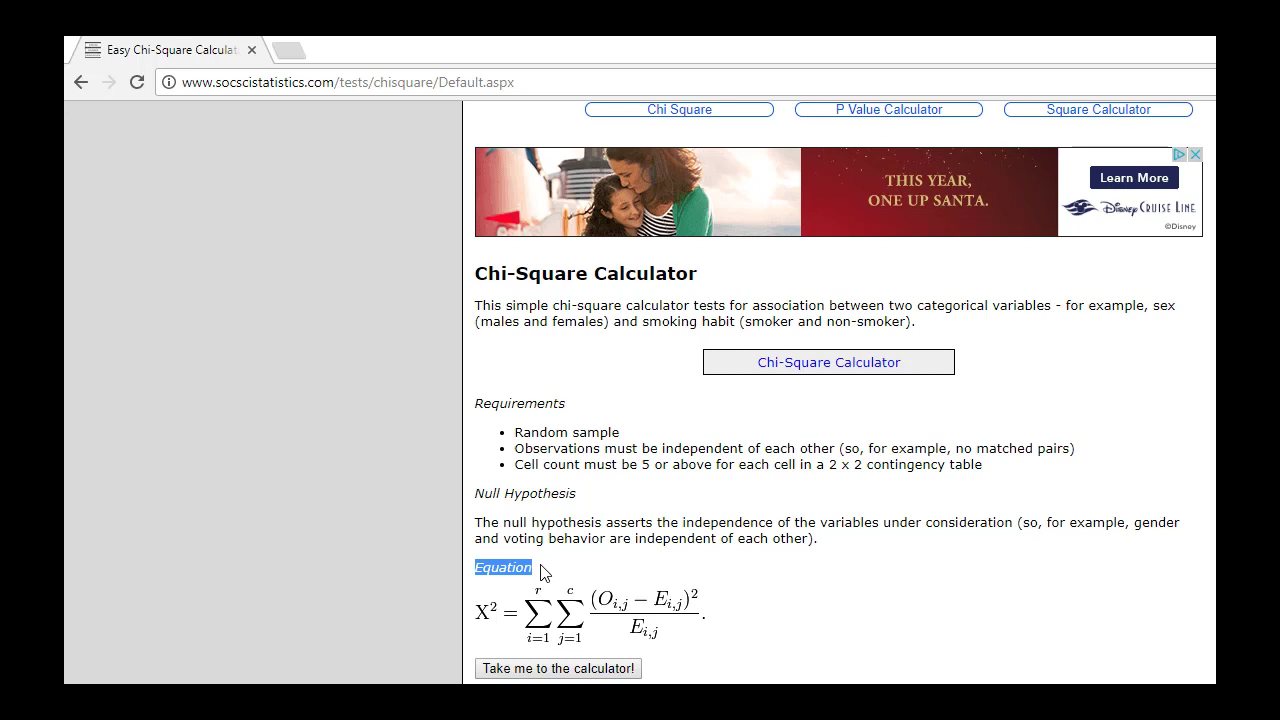 Easy Chi-Square Calculat
www.socscistatistics.com/tests/chisquare/Default.aspx
Chi Square
P Value Calculator
Square Calculator
THIS YEAR,
ONE UP SANTA.
Learn More
DISNEY CRUISE LINE
©Disney
Chi-Square Calculator
This simple chi-square calculator tests for association between two categorical variables - for example, sex
(males and females) and smoking habit (smoker and non-smoker).
Chi-Square Calculator
Requirements
• Random sample
• Observations must be independent of each other (so, for example, no matched pairs)
• Cell count must be 5 or above for each cell in a 2 x 2 contingency table
Null Hypothesis
The null hypothesis asserts the independence of the variables under consideration (so, for example, gender
and voting behavior are independent of each other).
Equation
X² = ∑_{i=1}^{r} ∑_{j=1}^{c} (O_{i,j} − E_{i,j})² / E_{i,j}.
Take me to the calculator!